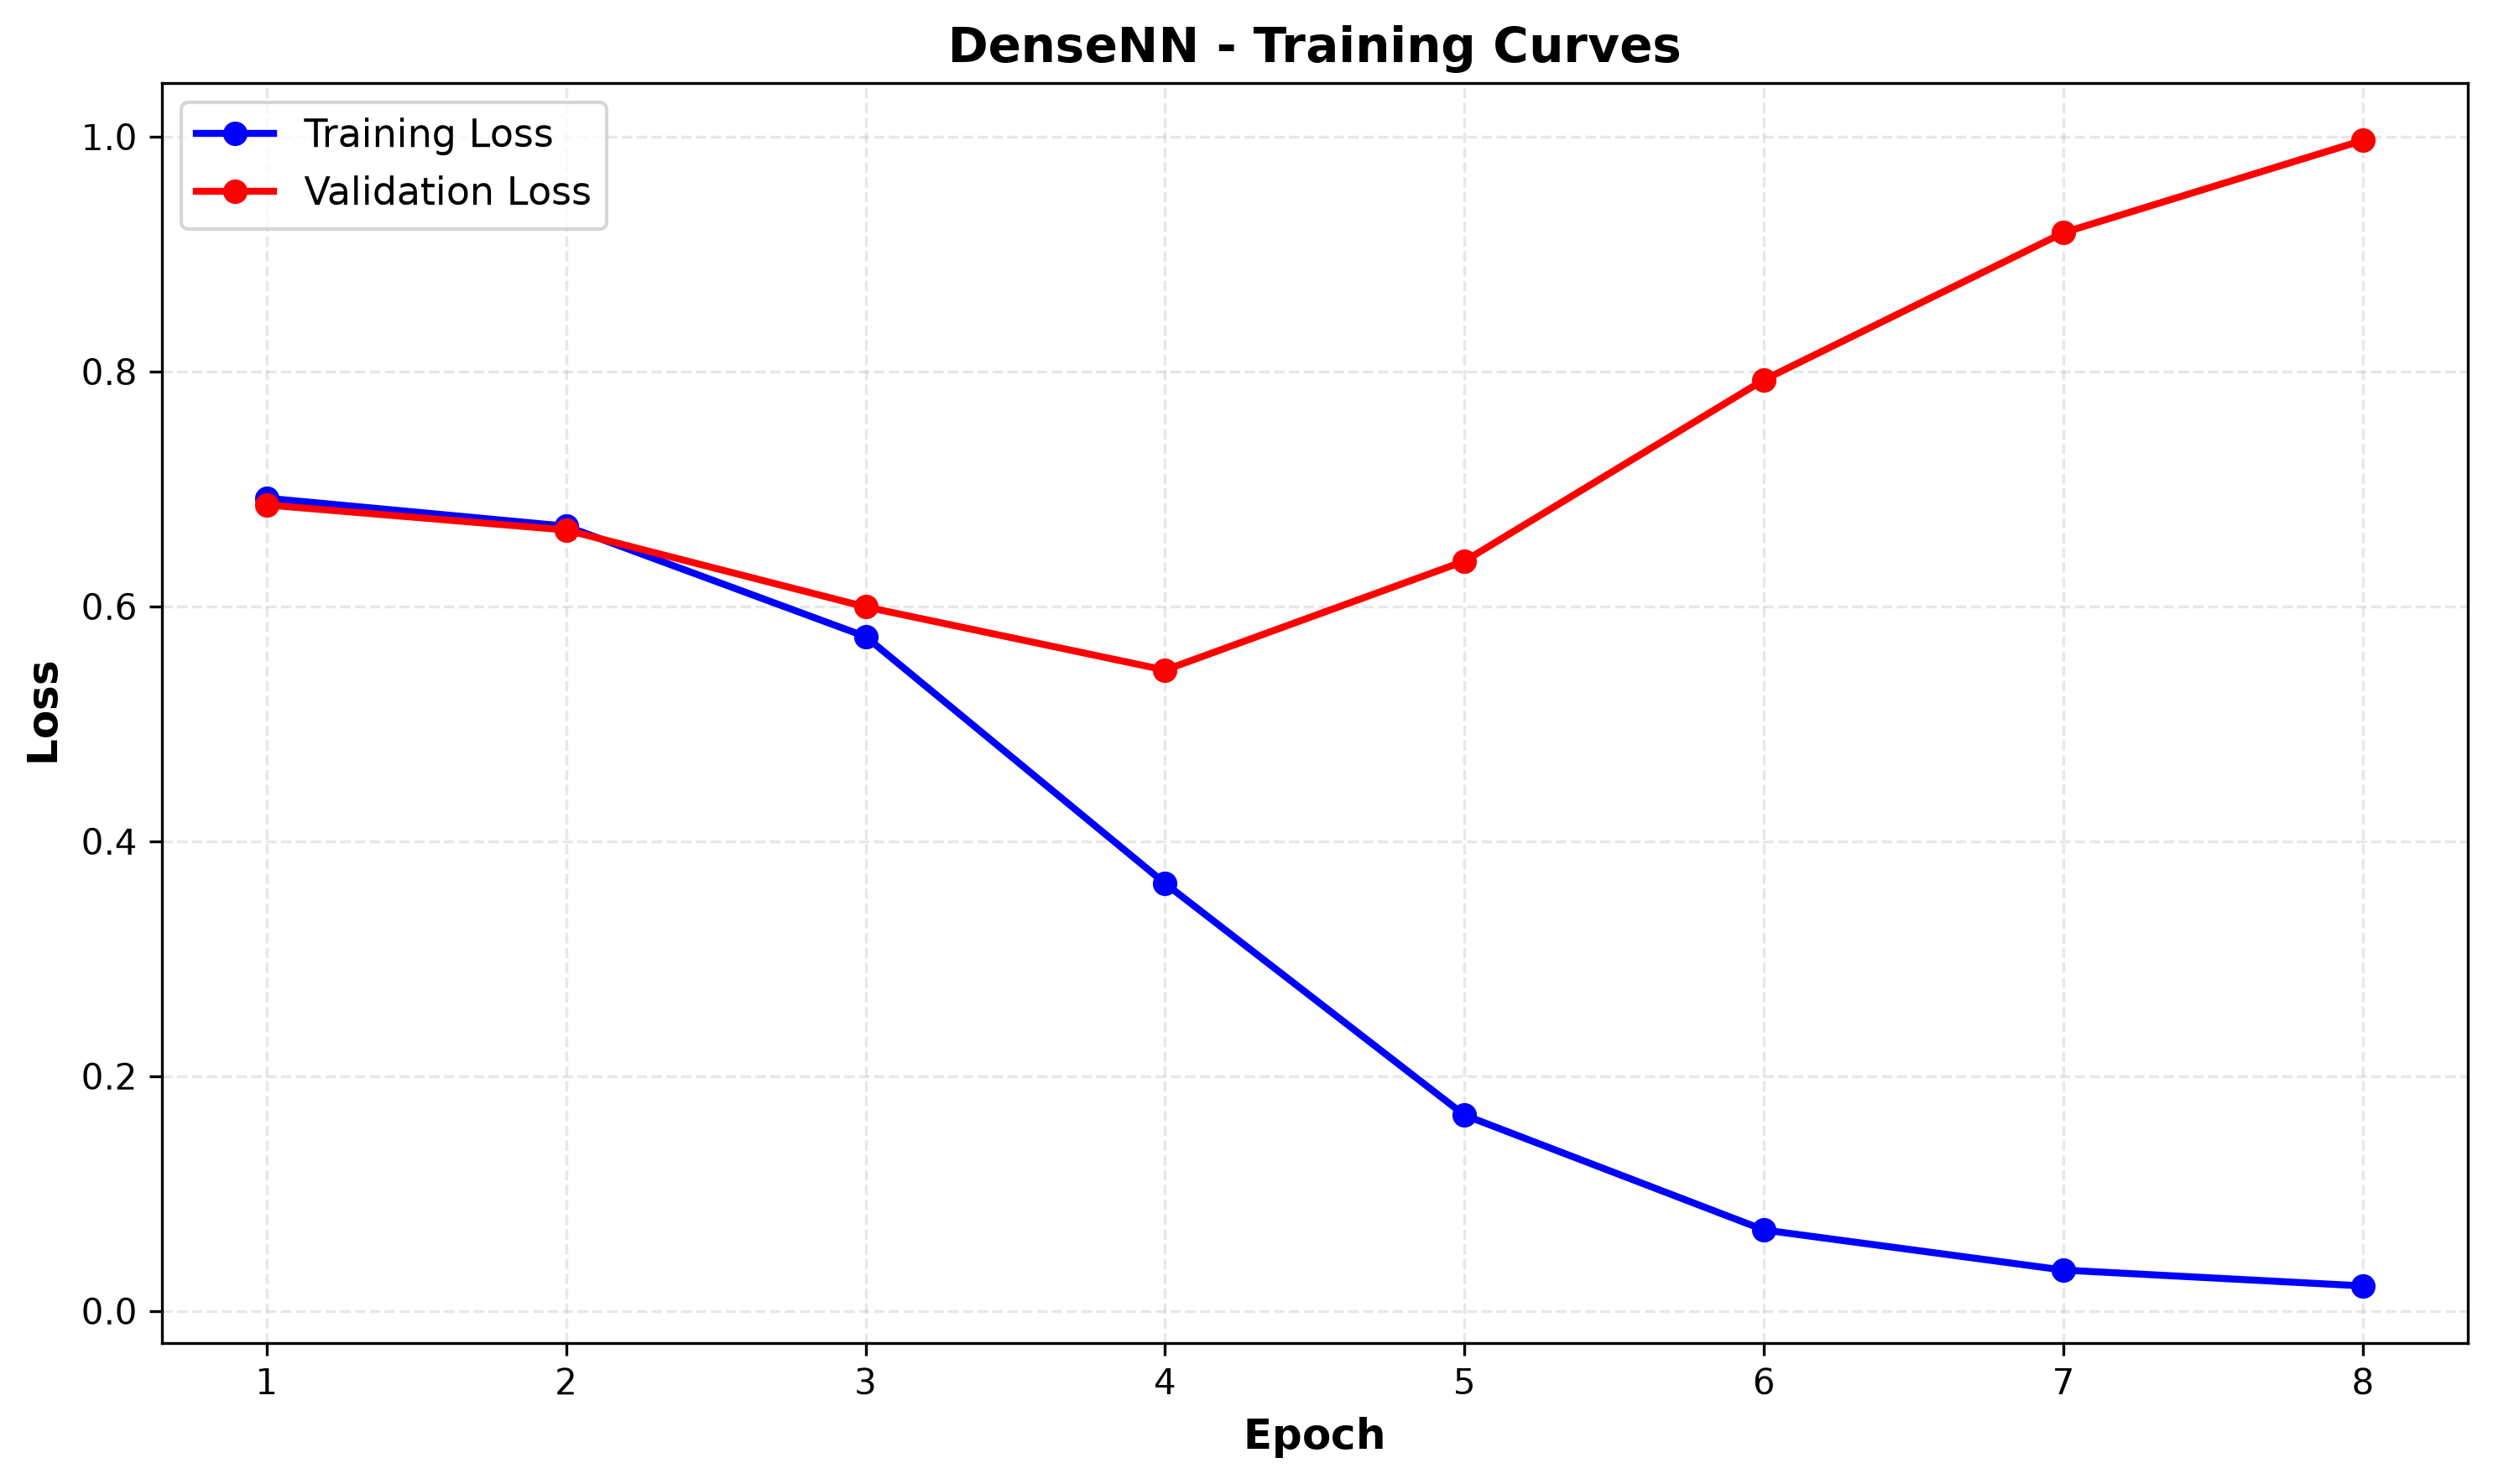 DenseNN - Training Curves
Training Loss
Validation Loss
1.0
0.8
0.6
0.4
0.2
0.0
Loss
1 2 3 4 5 6 7 8
Epoch